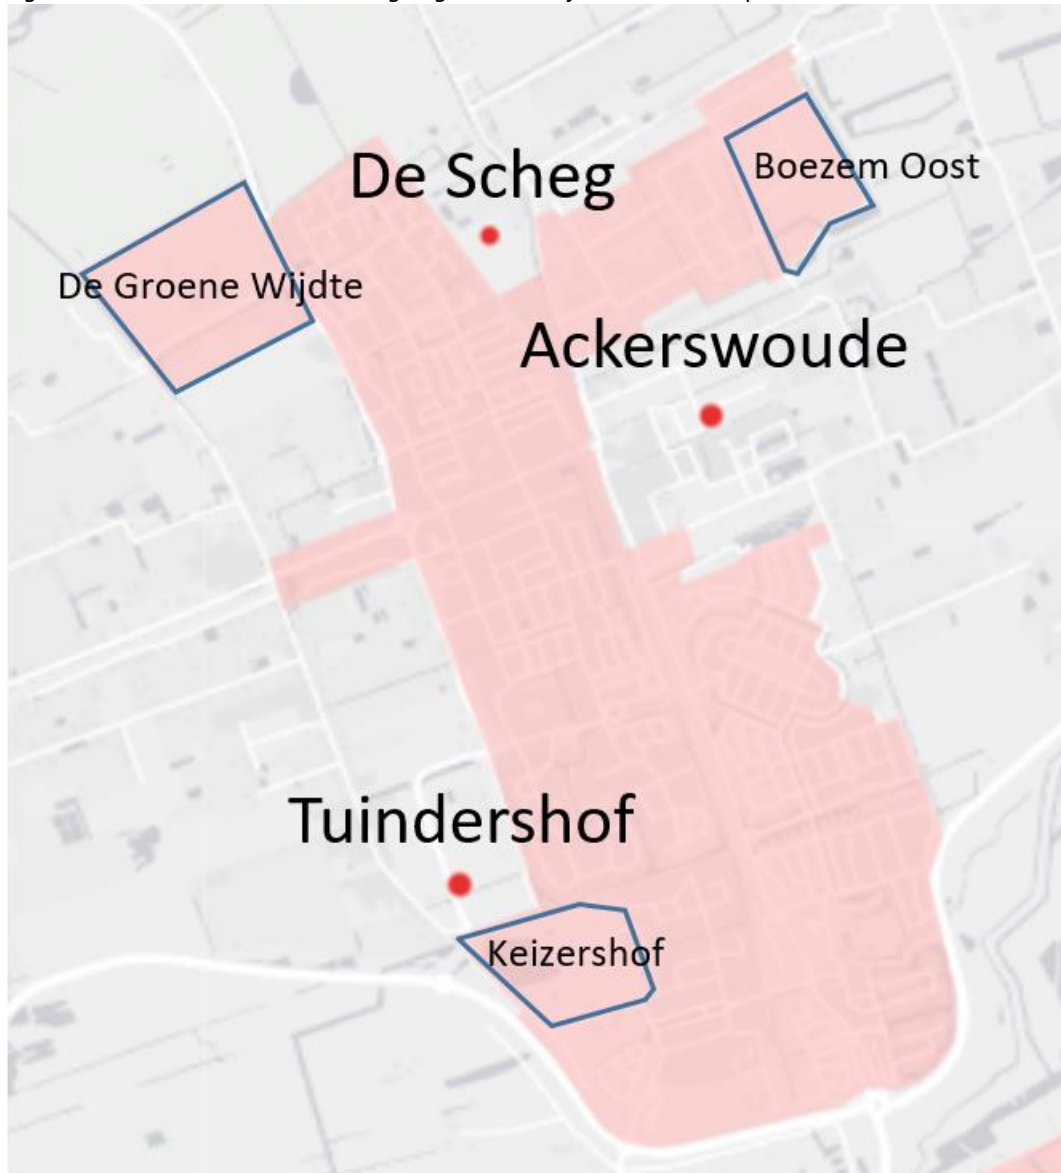 De Scheg
Boezem Oost
De Groene Wijdte
Ackerswoude
Tuindershof
Keizershof